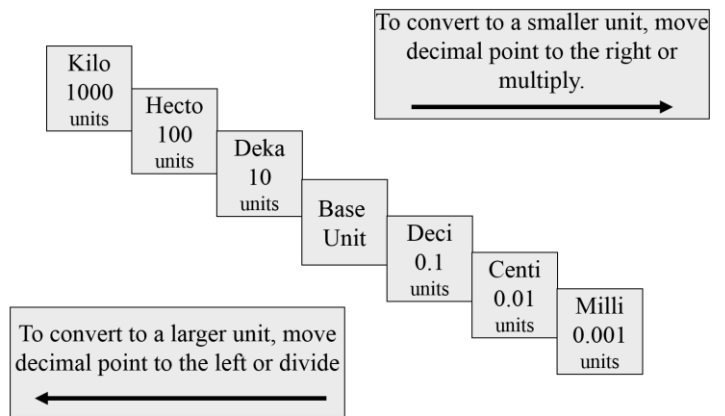 To convert to a smaller unit, move
decimal point to the right or
multiply.
Kilo
1000
units
Hecto
100
units
Deka
10
units
Base
Unit
Deci
0.1
units
Centi
0.01
units
Milli
0.001
units
To convert to a larger unit, move
decimal point to the left or divide